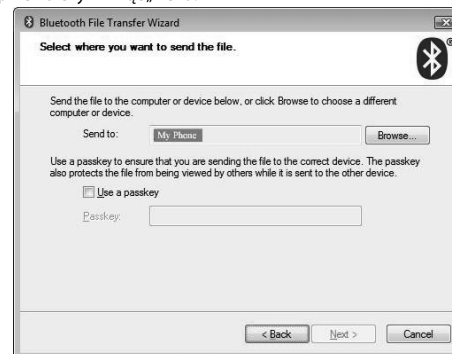 Bluetooth File Transfer Wizard
Select where you want to send the file.
Send the file to the computer or device below, or click Browse to choose a different
computer or device.
Send to: My Phone Browse...
Use a passkey to ensure that you are sending the file to the correct device. The passkey
also protects the file from being viewed by others while it is sent to the other device.
Use a passkey
Passkey:
< Back Next > Cancel